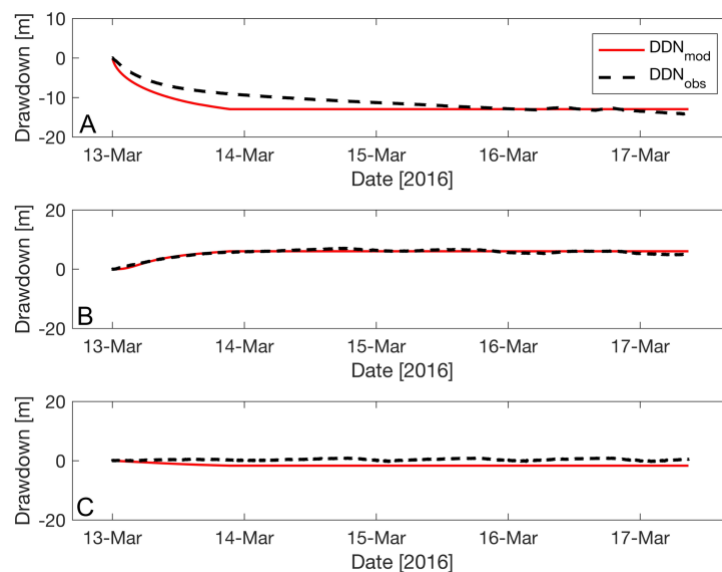 10
0
-10
-20
Drawdown [m]
A
DDN_mod
DDN_obs
13-Mar 14-Mar 15-Mar 16-Mar 17-Mar
Date [2016]
20
0
-20
Drawdown [m]
B
13-Mar 14-Mar 15-Mar 16-Mar 17-Mar
Date [2016]
20
0
-20
Drawdown [m]
C
13-Mar 14-Mar 15-Mar 16-Mar 17-Mar
Date [2016]